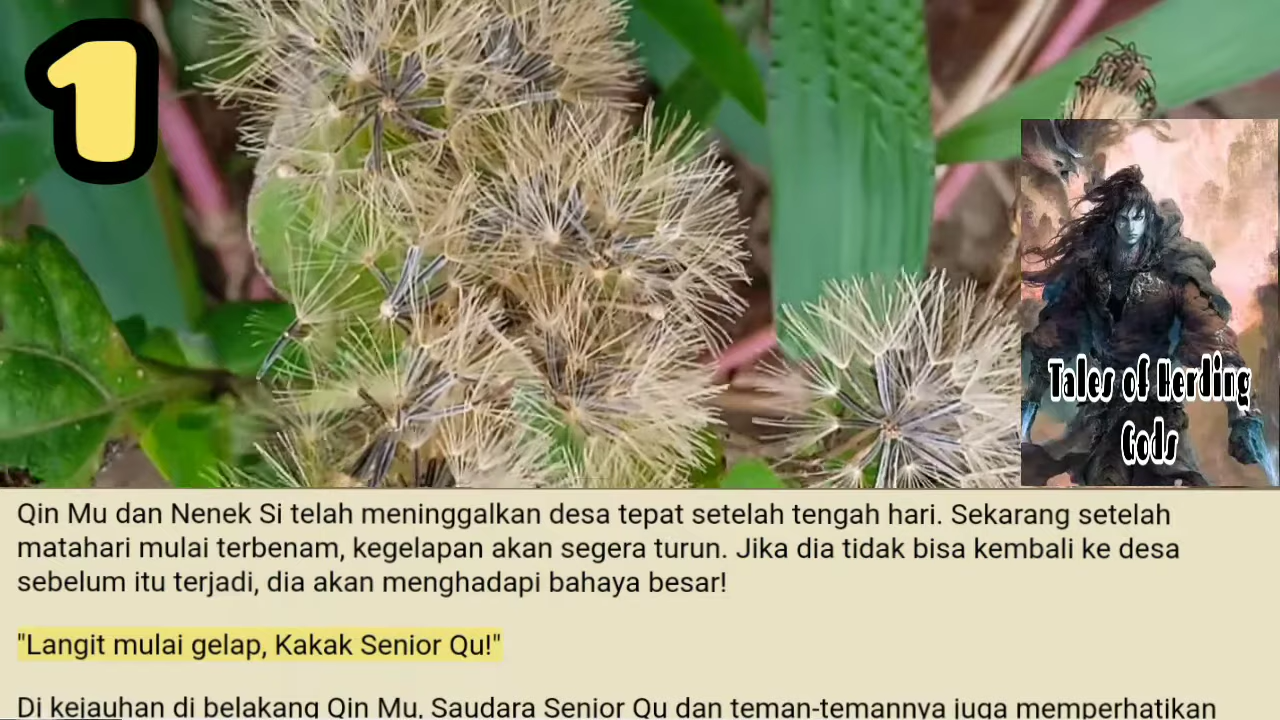 1
Tales of Herding
Gods
Qin Mu dan Nenek Si telah meninggalkan desa tepat setelah tengah hari. Sekarang setelah
matahari mulai terbenam, kegelapan akan segera turun. Jika dia tidak bisa kembali ke desa
sebelum itu terjadi, dia akan menghadapi bahaya besar!
"Langit mulai gelap, Kakak Senior Qu!"
Di kejauhan di belakang Qin Mu, Saudara Senior Qu dan teman-temannya juga memperhatikan